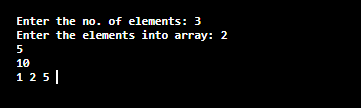 Enter the no. of elements: 3
Enter the elements into array: 2
5
10
1 2 5